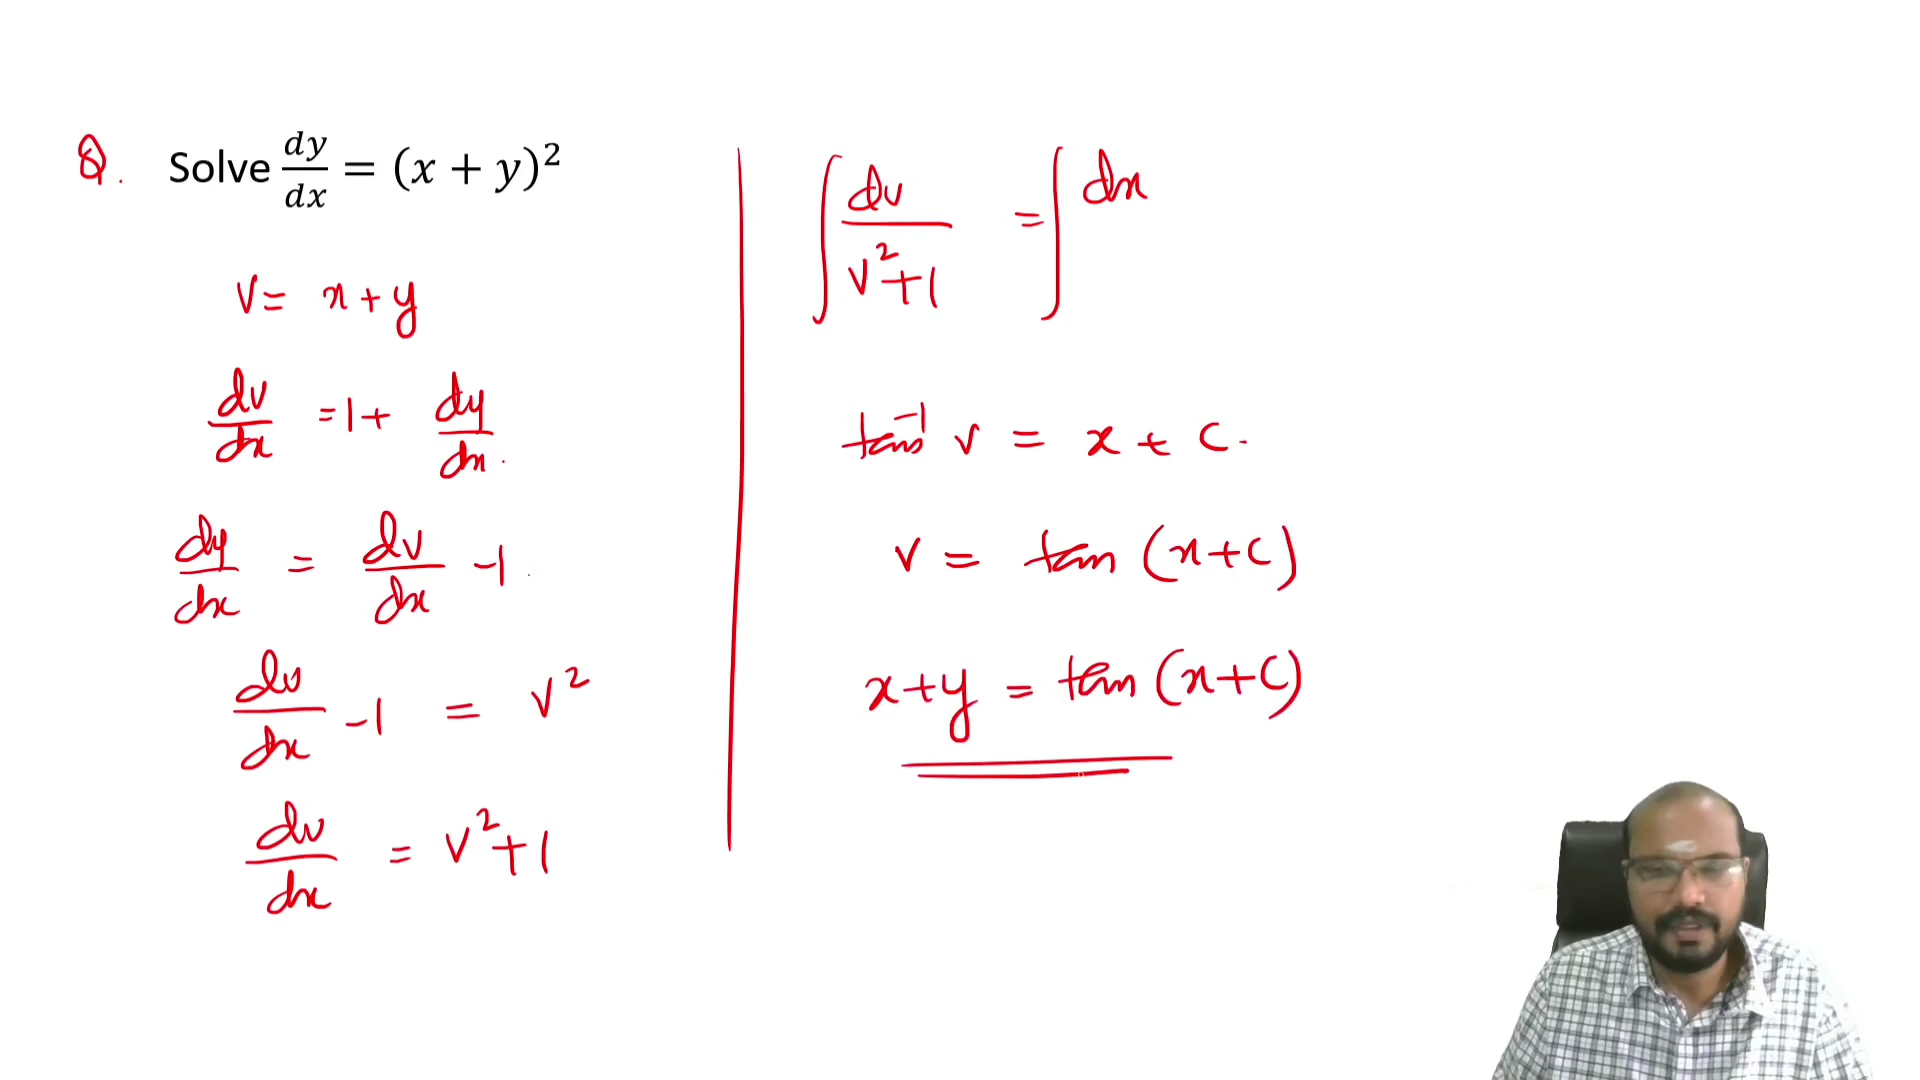 Q. Solve dy/dx = (x + y)²
v = x + y
dv/dx = 1 + dy/dx.
dy/dx = dv/dx - 1
dv/dx - 1 = v²
dv/dx = v² + 1
∫ dv/(v² + 1) = ∫ dx
tan⁻¹ v = x + c.
v = tan (x + c)
x + y = tan (x + c)